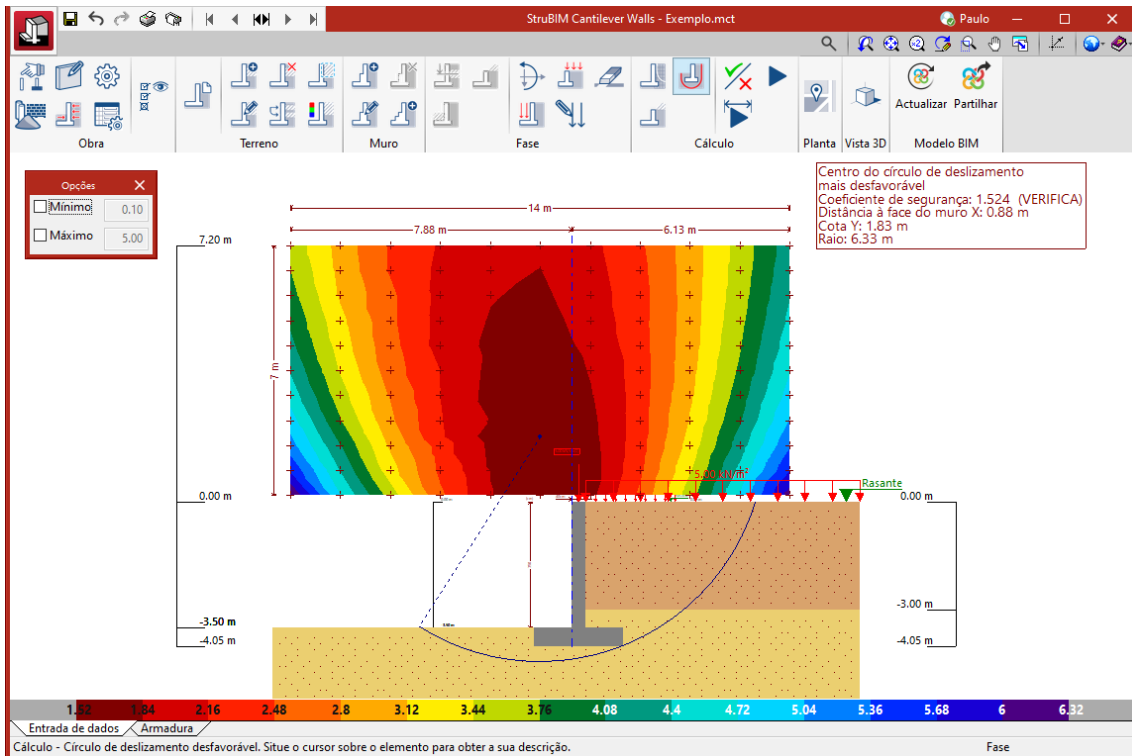 StruBIM Cantilever Walls - Exemplo.mct
Paulo
Actualizar
Partilhar
Obra
Terreno
Muro
Fase
Cálculo
Planta
Vista 3D
Modelo BIM
Opções
Mínimo
0.10
Máximo
5.00
Centro do círculo de deslizamento
mais desfavorável
Coeficiente de segurança: 1.524 (VERIFICA)
Distância à face do muro X: 0.88 m
Cota Y: 1.83 m
Raio: 6.33 m
14 m
7.88 m
6.13 m
7.20 m
7 m
5.00 kN/m²
Rasante
0.00 m
0.00 m
-3.00 m
-3.50 m
-4.05 m
-4.05 m
1.52 1.84 2.16 2.48 2.8 3.12 3.44 3.76 4.08 4.4 4.72 5.04 5.36 5.68 6 6.32
Entrada de dados
Armadura
Cálculo - Círculo de deslizamento desfavorável. Situe o cursor sobre o elemento para obter a sua descrição.
Fase